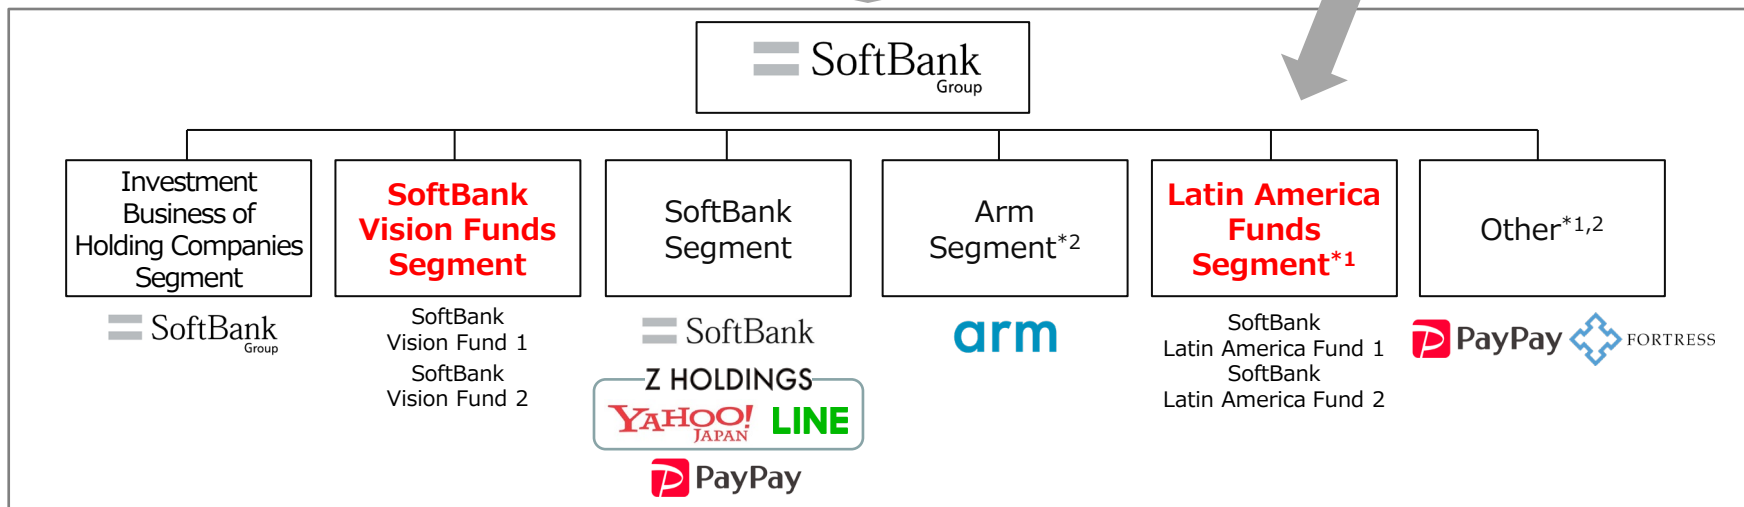 SoftBank
Group
Investment
Business of
Holding Companies
Segment
SoftBank
Vision Funds
Segment
SoftBank
Segment
Arm
Segment*2
Latin America
Funds
Segment*1
Other*1,2
SoftBank
Group
SoftBank
Vision Fund 1
SoftBank
Vision Fund 2
SoftBank
Z HOLDINGS
YAHOO!
JAPAN
LINE
PayPay
arm
SoftBank
Latin America Fund 1
SoftBank
Latin America Fund 2
PayPay
FORTRESS